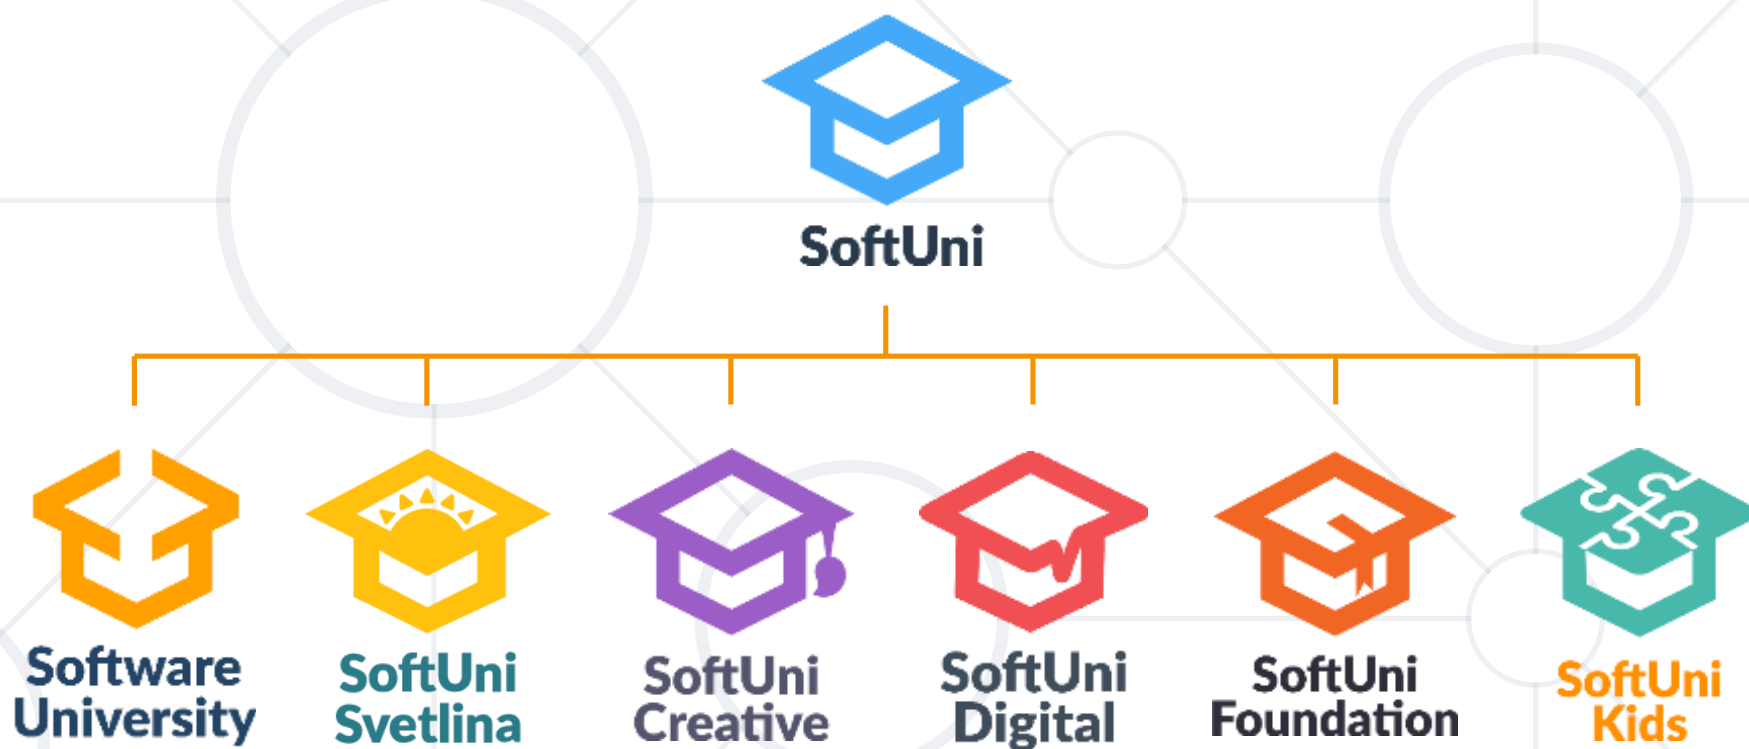 SoftUni
Software
University
SoftUni
Svetlina
SoftUni
Creative
SoftUni
Digital
SoftUni
Foundation
SoftUni
Kids